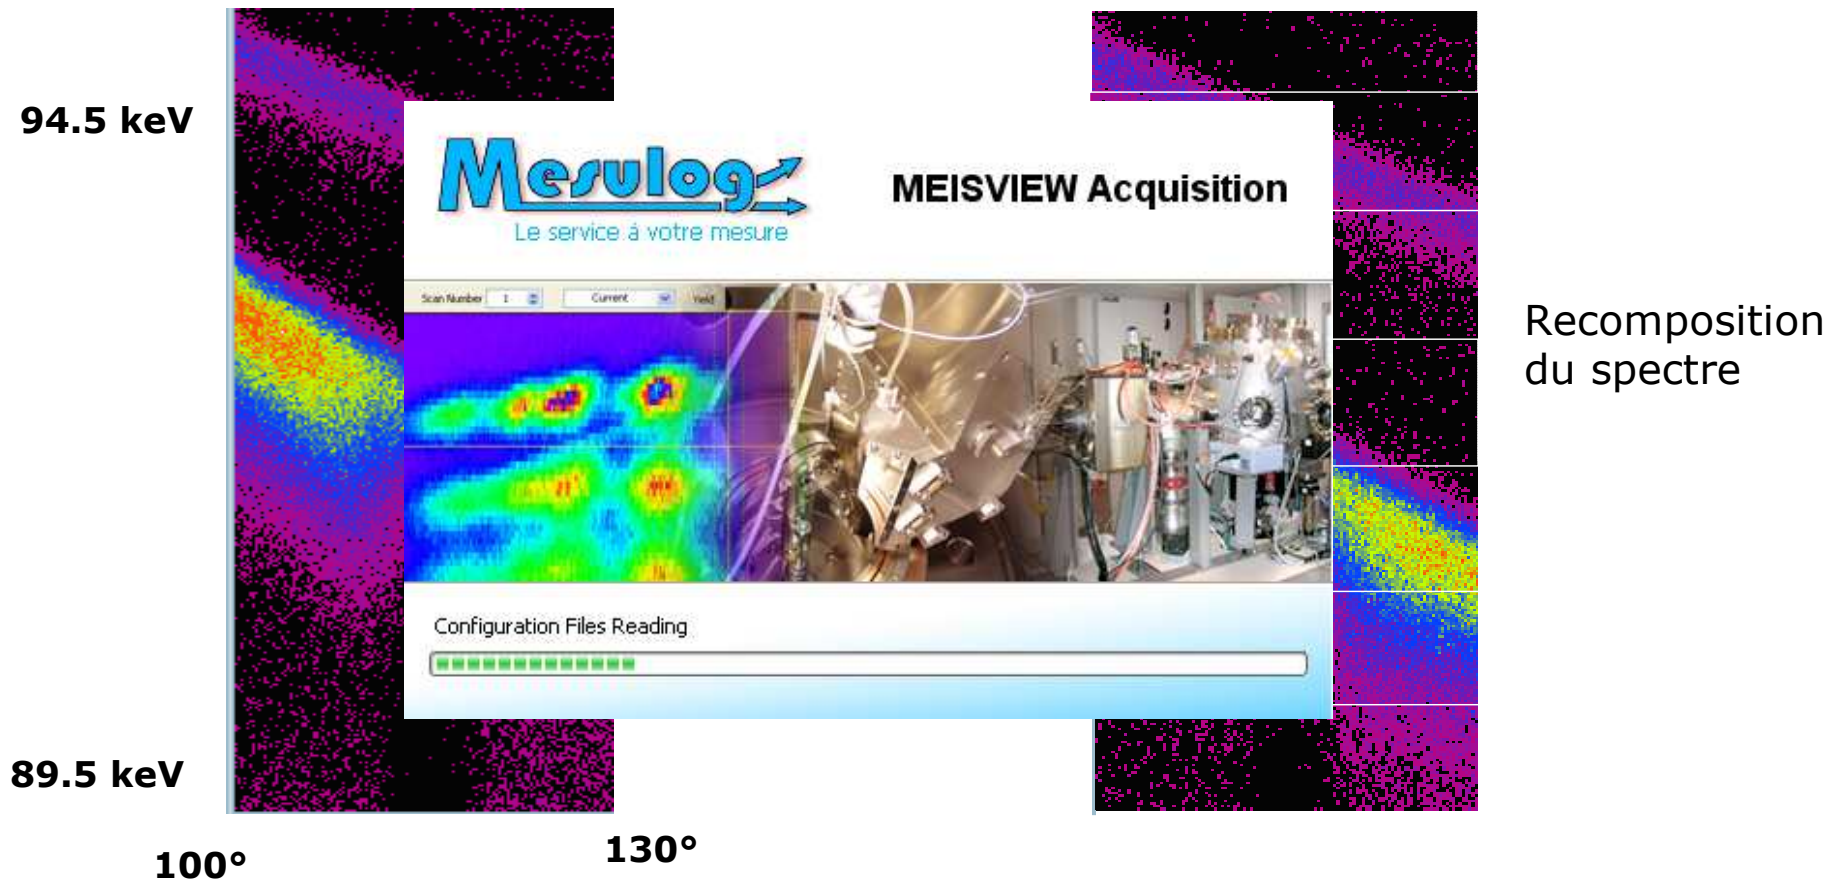 94.5 keV
Mesulog
Le service à votre mesure
MEISVIEW Acquisition
Scan Number 1 Current Yield
Recomposition
du spectre
Configuration Files Reading
89.5 keV
100°
130°